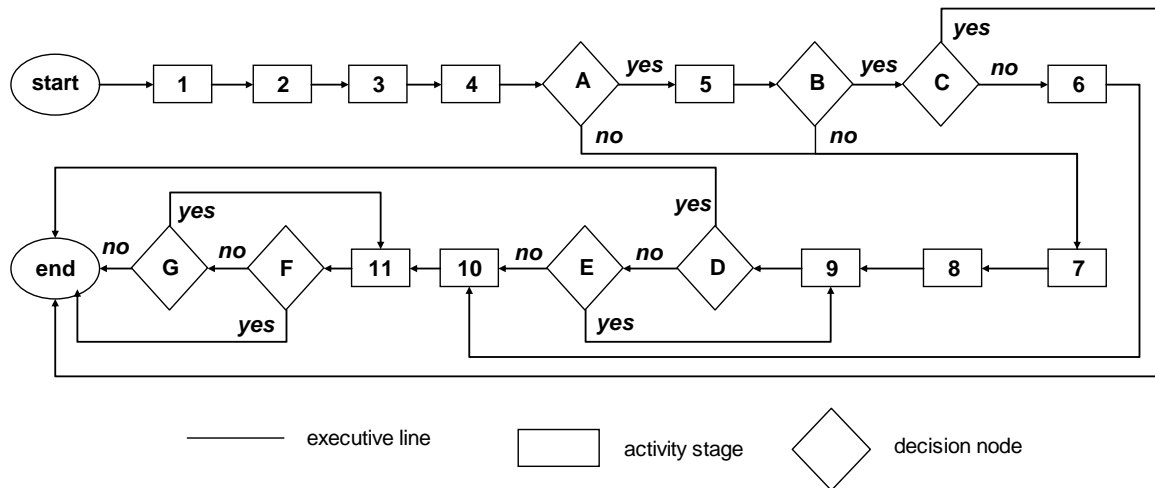 yes
start
1
2
3
4
A
yes
5
B
yes
C
no
6
no
no
yes
yes
end
no
G
no
F
11
10
no
E
no
D
9
8
7
yes
yes
executive line
activity stage
decision node